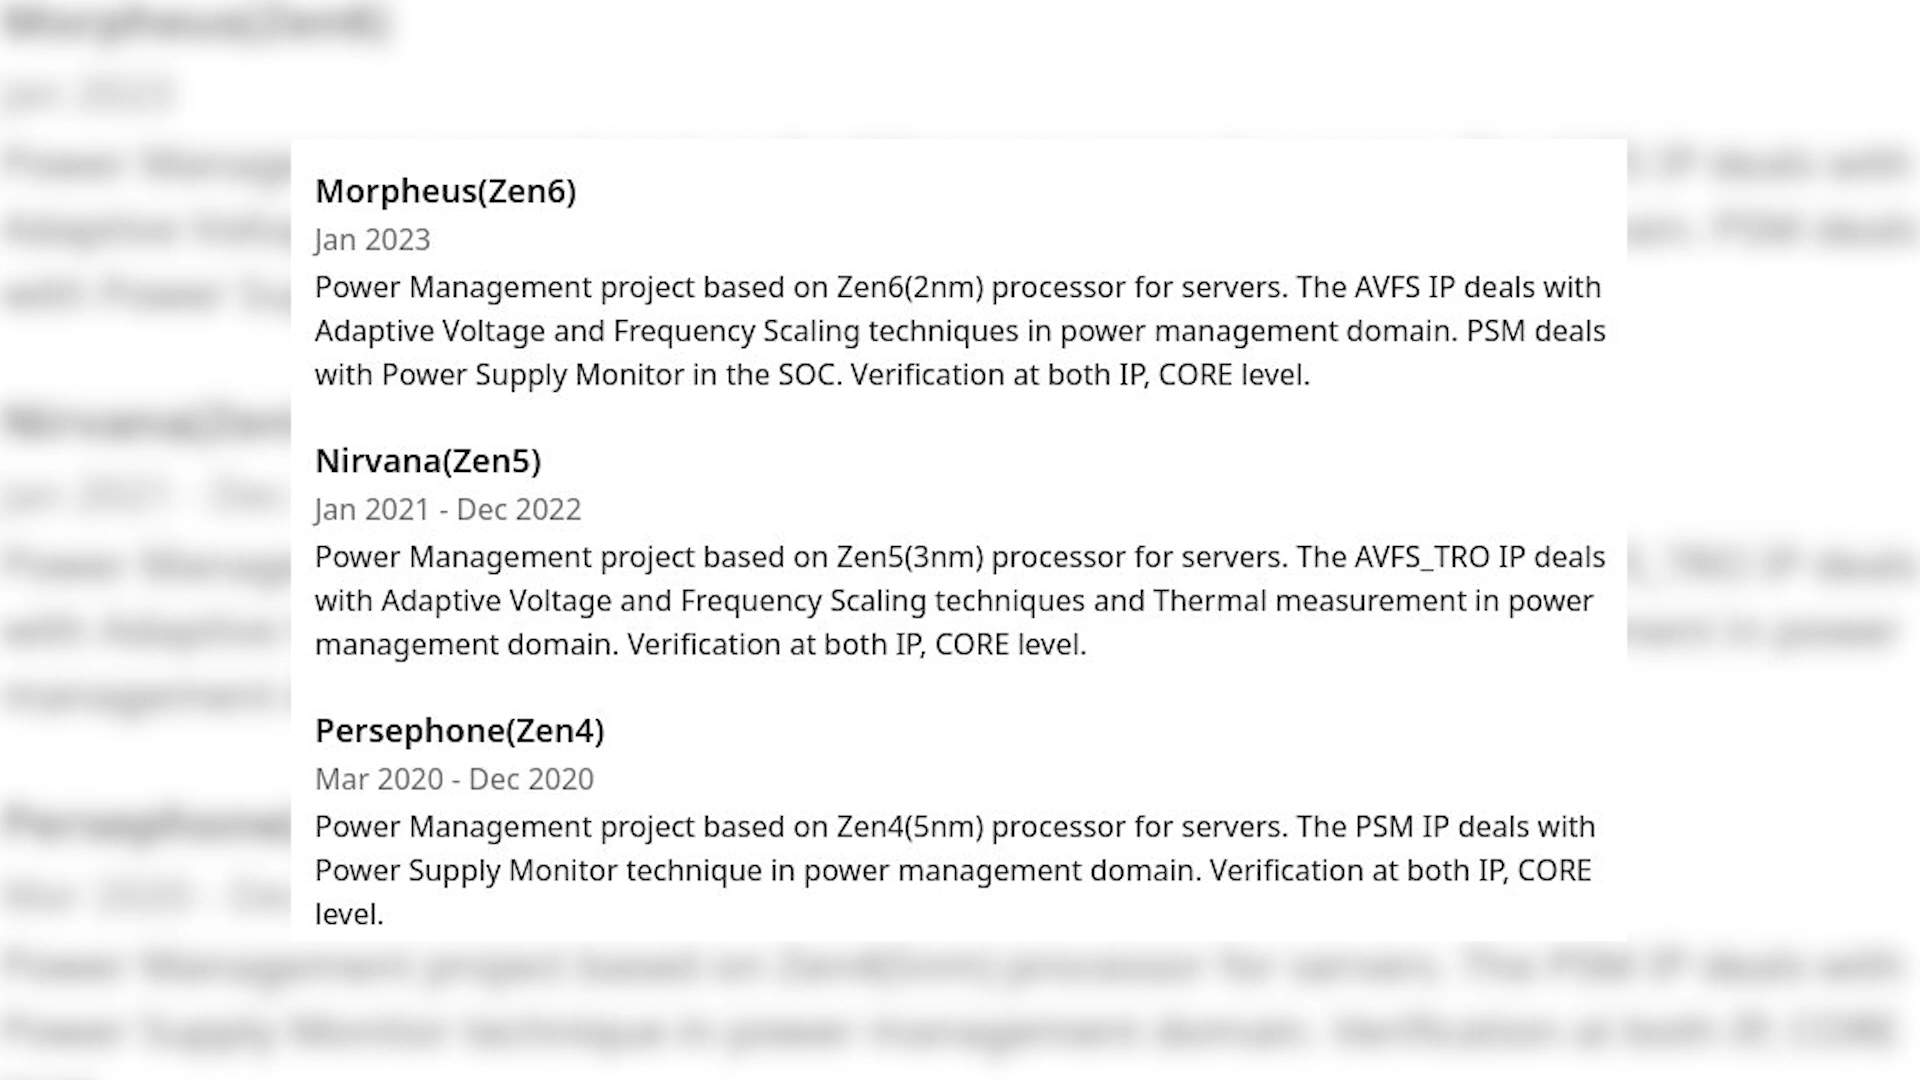 Morpheus(Zen6)
Jan 2023
Power Management project based on Zen6(2nm) processor for servers. The AVFS IP deals with
Adaptive Voltage and Frequency Scaling techniques in power management domain. PSM deals
with Power Supply Monitor in the SOC. Verification at both IP, CORE level.
Nirvana(Zen5)
Jan 2021 - Dec 2022
Power Management project based on Zen5(3nm) processor for servers. The AVFS_TRO IP deals
with Adaptive Voltage and Frequency Scaling techniques and Thermal measurement in power
management domain. Verification at both IP, CORE level.
Persephone(Zen4)
Mar 2020 - Dec 2020
Power Management project based on Zen4(5nm) processor for servers. The PSM IP deals with
Power Supply Monitor technique in power management domain. Verification at both IP, CORE
level.